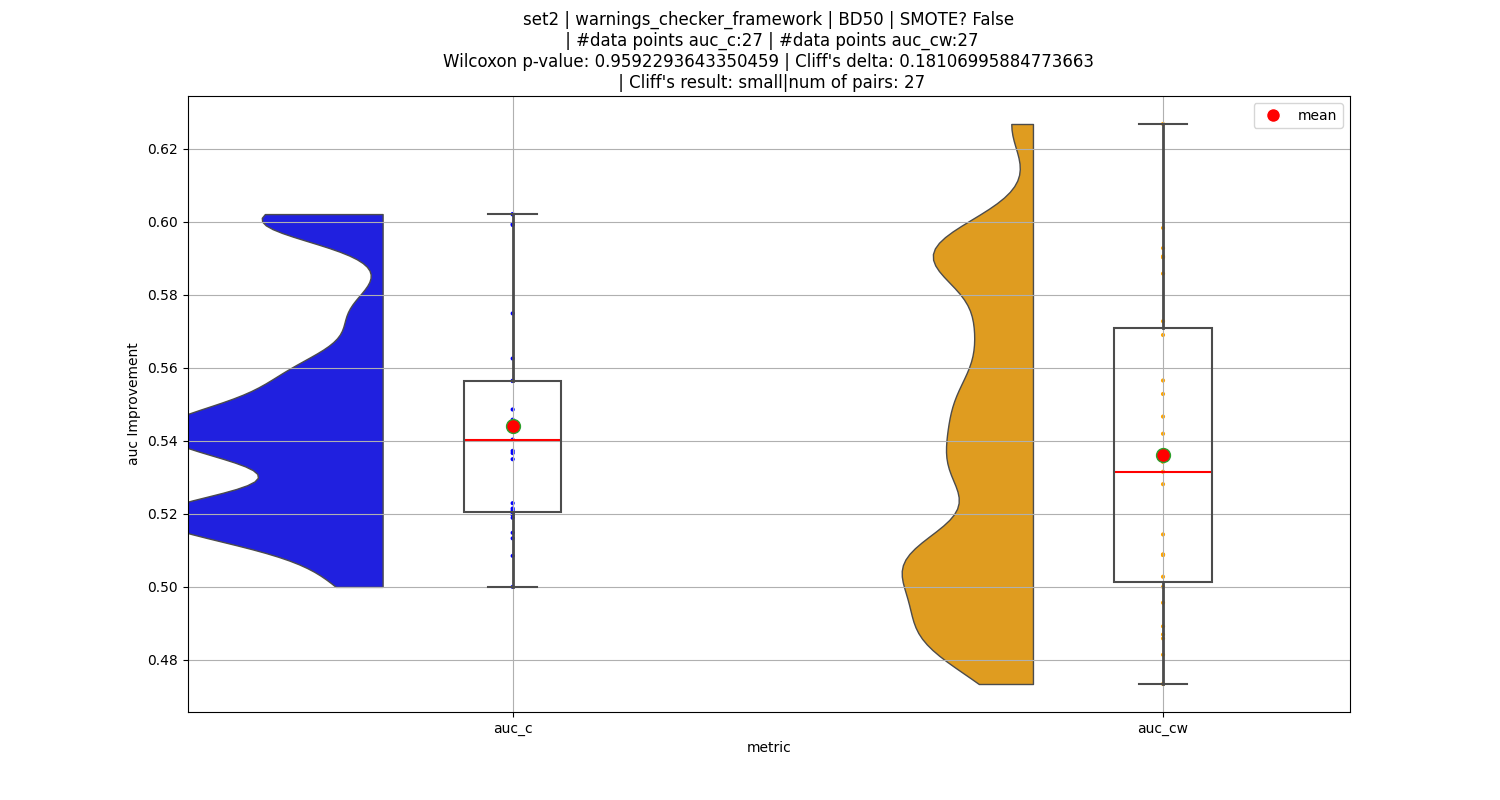 set2 | warnings_checker_framework | BD50 | SMOTE? False
| #data points auc_c:27 | #data points auc_cw:27
Wilcoxon p-value: 0.9592293643350459 | Cliff's delta: 0.18106995884773663
| Cliff's result: small|num of pairs: 27
mean
0.62
0.60
0.58
0.56
0.54
0.52
0.50
0.48
auc Improvement
auc_c
auc_cw
metric